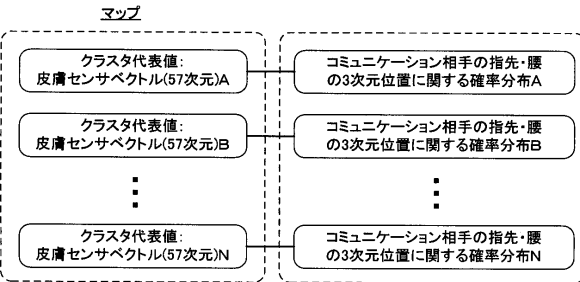 マップ
クラスタ代表値:
皮膚センサベクトル(57次元)A
コミュニケーション相手の指先・腰
の3次元位置に関する確率分布A
クラスタ代表値:
皮膚センサベクトル(57次元)B
コミュニケーション相手の指先・腰
の3次元位置に関する確率分布B
クラスタ代表値:
皮膚センサベクトル(57次元)N
コミュニケーション相手の指先・腰
の3次元位置に関する確率分布N